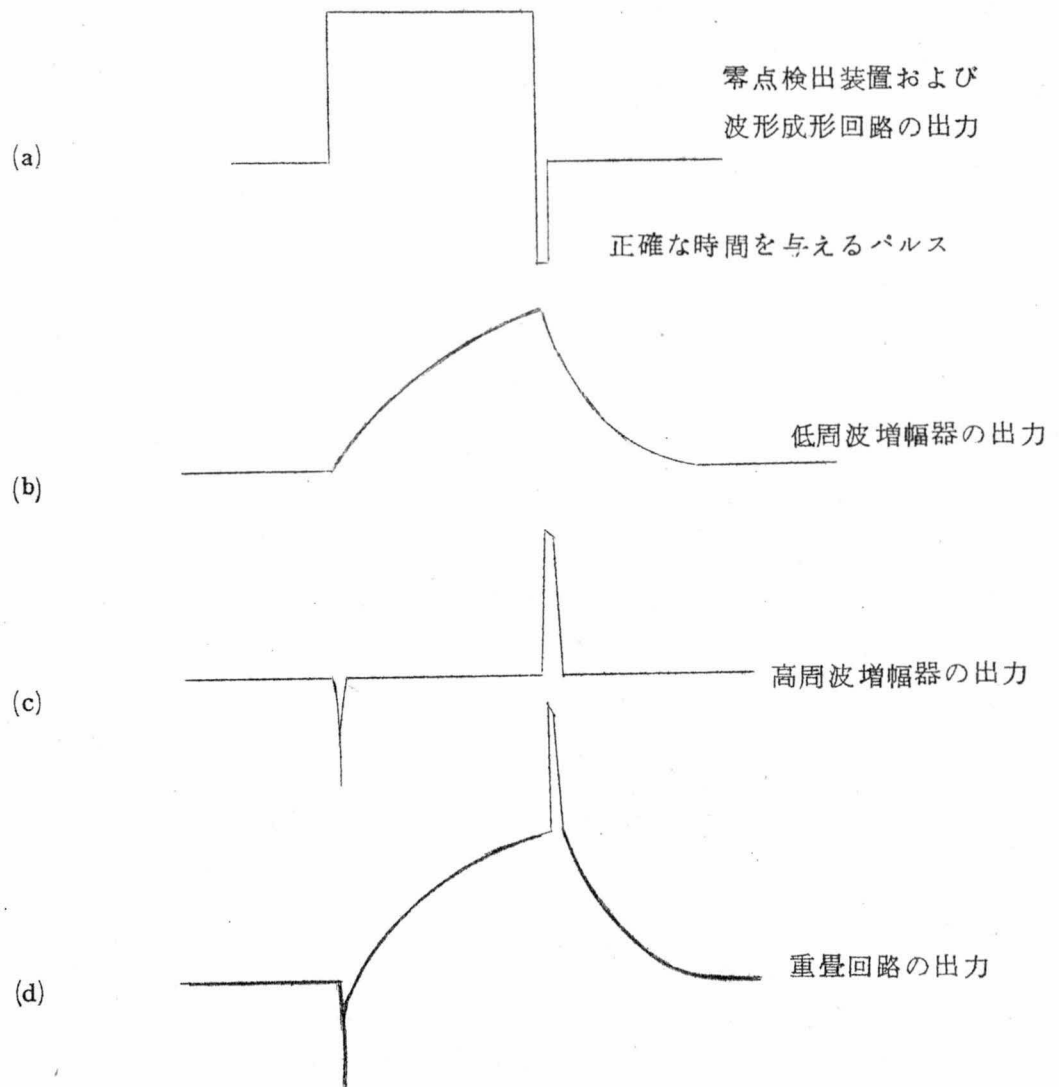 零点検出装置および
波形成形回路の出力
(a)
正確な時間を与えるパルス
低周波増幅器の出力
(b)
高周波増幅器の出力
(c)
重畳回路の出力
(d)